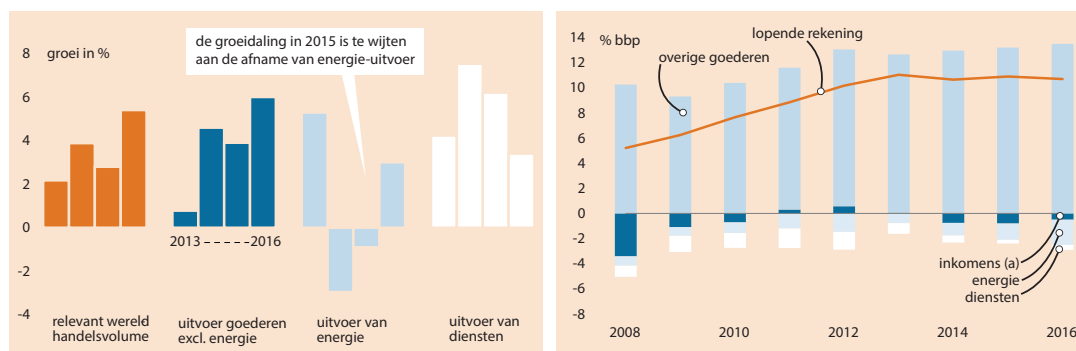 groei in %
8
6
4
2
0
-2
-4
de groeidaling in 2015 is te wijten
aan de afname van energie-uitvoer
2013 - - - - - 2016
relevant wereld
handelsvolume
uitvoer goederen
excl. energie
uitvoer van
energie
uitvoer van
diensten
% bbp
14
12
10
8
6
4
2
0
-2
-4
-6
-8
lopende rekening
overige goederen
inkomens (a)
energie
diensten
2008
2010
2012
2014
2016